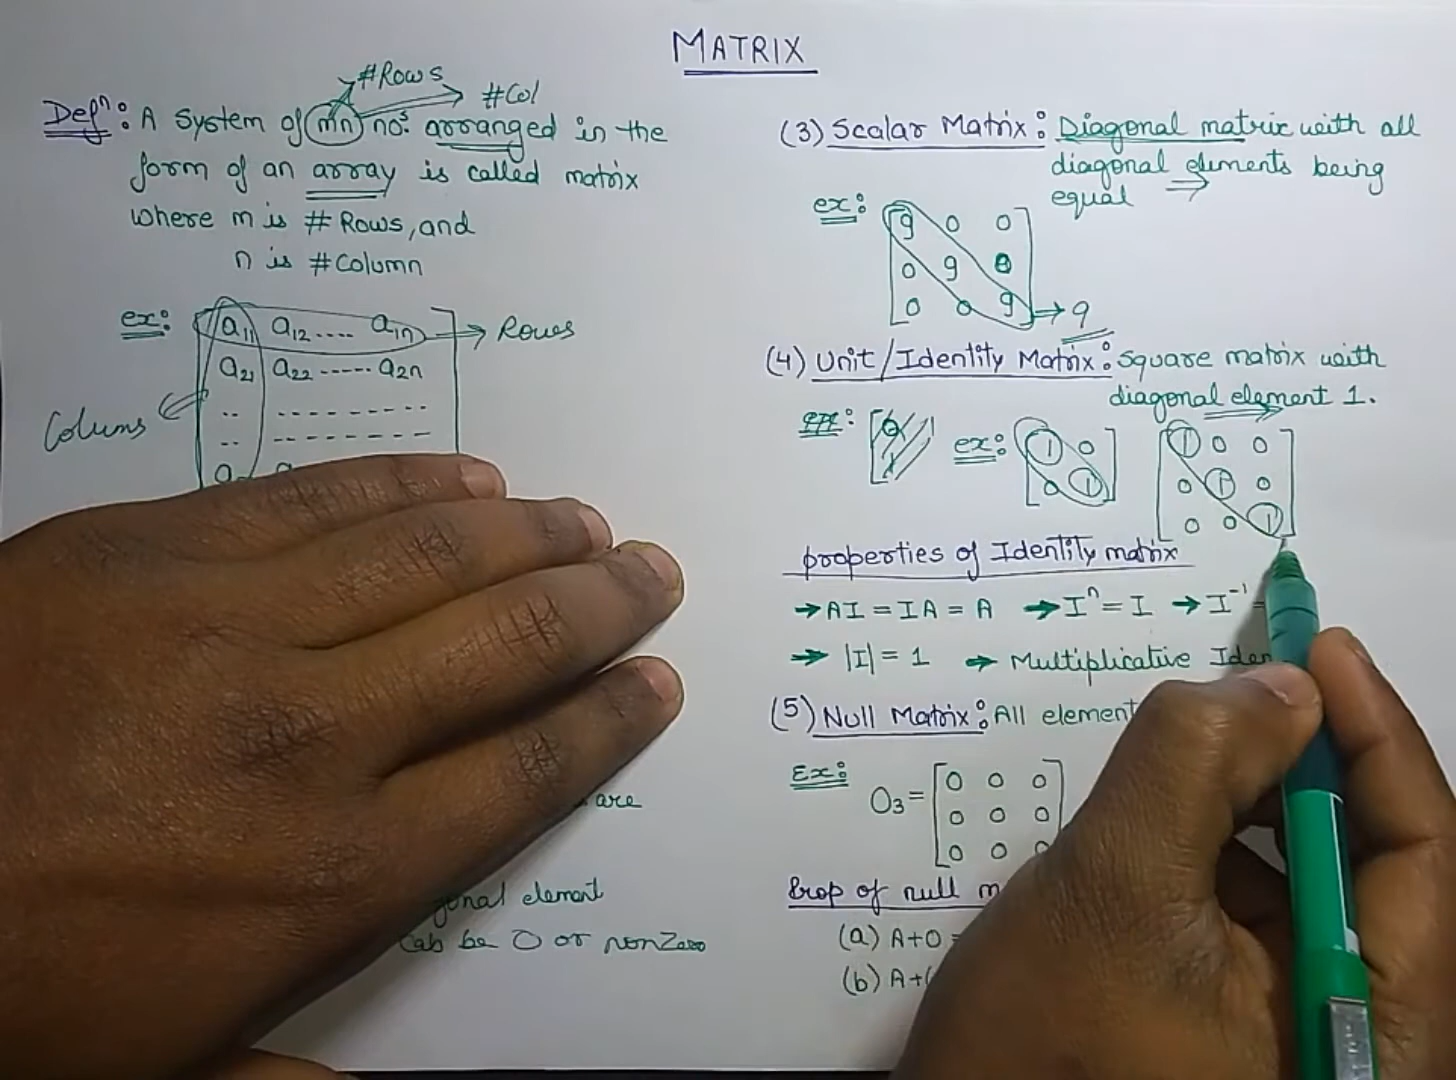 MATRIX
#Rows
#Col
Defⁿ: A system of mn noˢ. arranged in the
form of an array is called matrix
where m is # Rows, and
n is #Column
ex: a₁₁ a₁₂ .... a₁ₙ → Rows
a₂₁ a₂₂ ----- a₂ₙ
.. ---------
.. ---------
Colums
are
gonal element
Cab be 0 or nonZero
(3) Scalar Matrix: Diagonal matrix with all
diagonal elements being
equal
ex: 9 0 0
0 9 0
0 0 9 → 9
(4) Unit/Identity Matrix: Square matrix with
diagonal element 1.
ex: 1 0
0 1
1 0 0
0 1 0
0 0 1
properties of Identity matrix
→ AI = IA = A → Iⁿ = I → I⁻¹ =
→ |I| = 1 → Multiplicative Iden
(5) Null Matrix: All element
Ex: O₃ = 0 0 0
0 0 0
0 0 0
Prop of null m
(a) A+0 =
(b) A+(